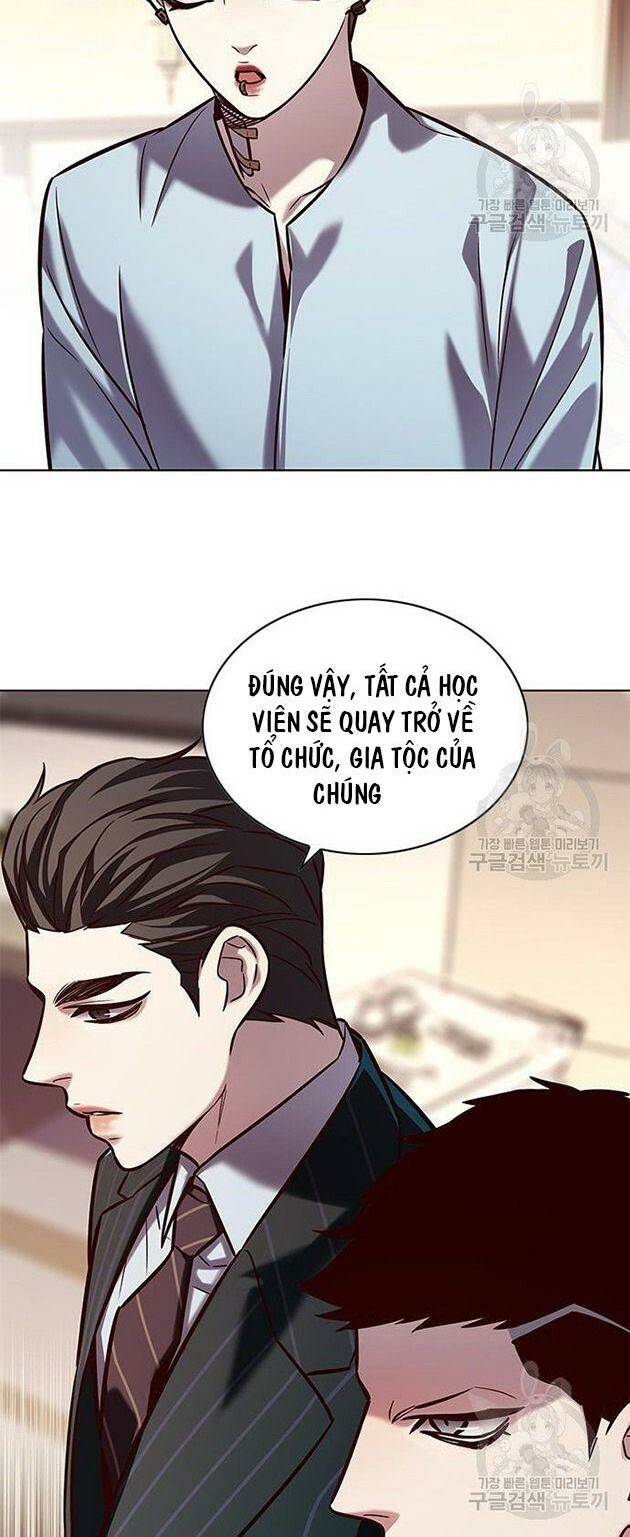 가장 빠른 웹툰 미리보기
구글검색 뉴토끼
ĐÚNG VẬY, TẤT CẢ HỌC
VIÊN SẼ QUAY TRỞ VỀ
TỔ CHỨC, GIA TỘC CỦA
CHÚNG
가장 빠른 웹툰 미리보기
구글검색 뉴토끼
가장 빠른 웹툰 미리보기
구글검색 뉴토끼